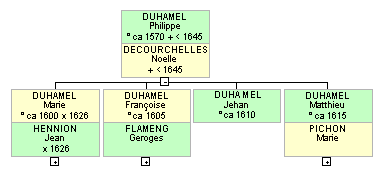 DUHAMEL
Philippe
° ca 1570 + < 1645
DECOURCHELLES
Noelle
+ < 1645
DUHAMEL
Marie
° ca 1600 x 1626
HENNION
Jean
x 1626
DUHAMEL
Françoise
° ca 1605
FLAMENG
Geroges
DUHAMEL
Jehan
° ca 1610
DUHAMEL
Matthieu
° ca 1615
PICHON
Marie